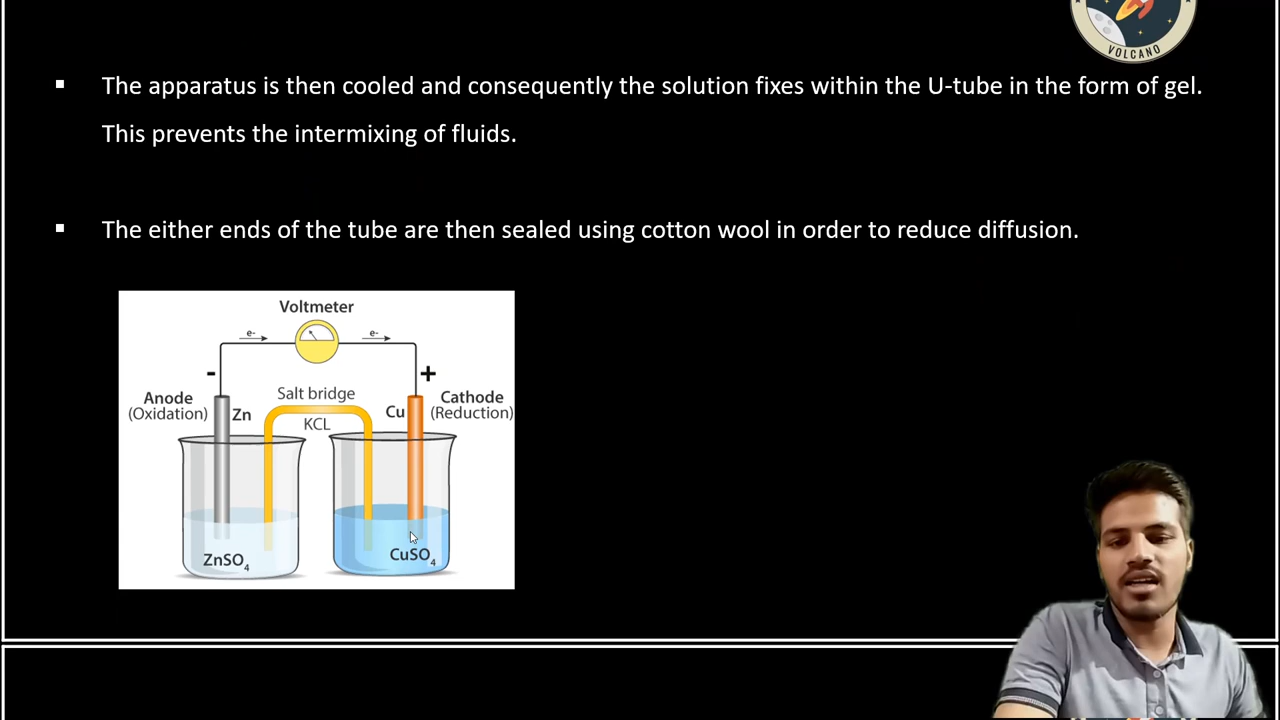 VOLCANO
▪ The apparatus is then cooled and consequently the solution fixes within the U-tube in the form of gel.
This prevents the intermixing of fluids.
▪ The either ends of the tube are then sealed using cotton wool in order to reduce diffusion.
Voltmeter
e- e-
- +
Anode
(Oxidation)
Zn
Salt bridge
KCL
Cu
Cathode
(Reduction)
ZnSO₄
CuSO₄